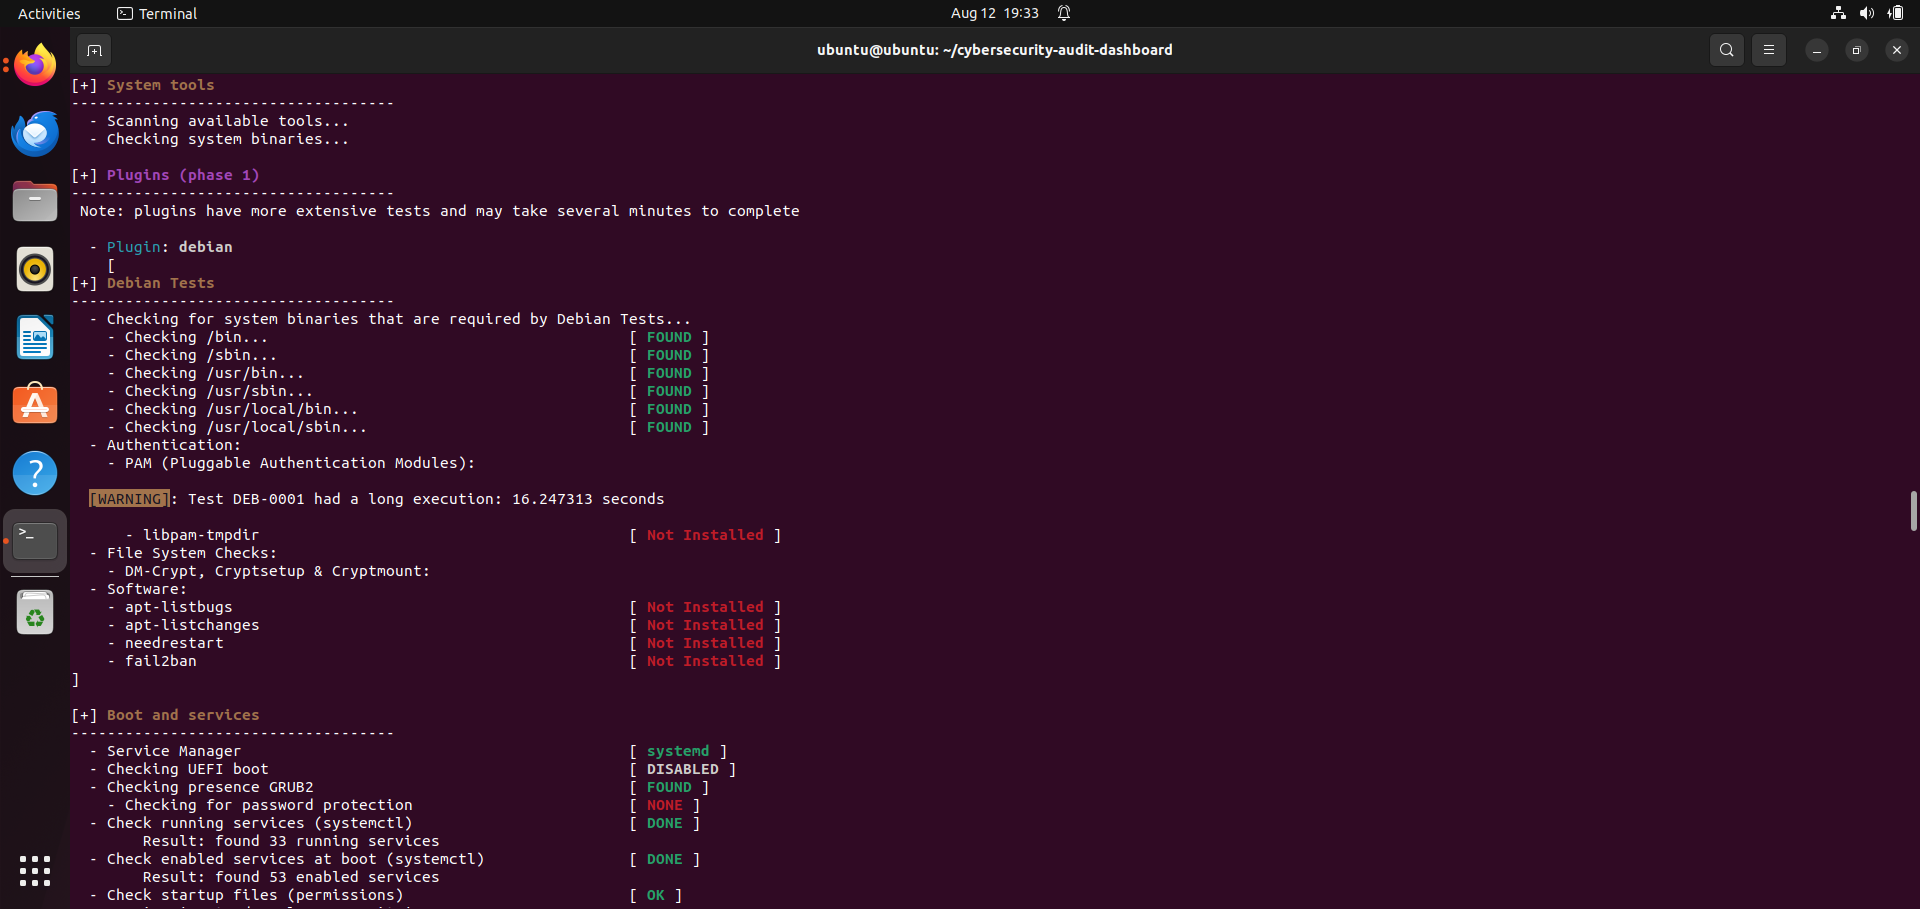 Activities
Terminal
Aug 12 19:33
ubuntu@ubuntu: ~/cybersecurity-audit-dashboard
[+] System tools
------------------------------------
- Scanning available tools...
- Checking system binaries...
[+] Plugins (phase 1)
------------------------------------
Note: plugins have more extensive tests and may take several minutes to complete
- Plugin: debian
[
[+] Debian Tests
------------------------------------
- Checking for system binaries that are required by Debian Tests...
- Checking /bin... [ FOUND ]
- Checking /sbin... [ FOUND ]
- Checking /usr/bin... [ FOUND ]
- Checking /usr/sbin... [ FOUND ]
- Checking /usr/local/bin... [ FOUND ]
- Checking /usr/local/sbin... [ FOUND ]
- Authentication:
- PAM (Pluggable Authentication Modules):
[WARNING]: Test DEB-0001 had a long execution: 16.247313 seconds
- libpam-tmpdir [ Not Installed ]
- File System Checks:
- DM-Crypt, Cryptsetup & Cryptmount:
- Software:
- apt-listbugs [ Not Installed ]
- apt-listchanges [ Not Installed ]
- needrestart [ Not Installed ]
- fail2ban [ Not Installed ]
]
[+] Boot and services
------------------------------------
- Service Manager [ systemd ]
- Checking UEFI boot [ DISABLED ]
- Checking presence GRUB2 [ FOUND ]
- Checking for password protection [ NONE ]
- Check running services (systemctl) [ DONE ]
Result: found 33 running services
- Check enabled services at boot (systemctl) [ DONE ]
Result: found 53 enabled services
- Check startup files (permissions) [ OK ]